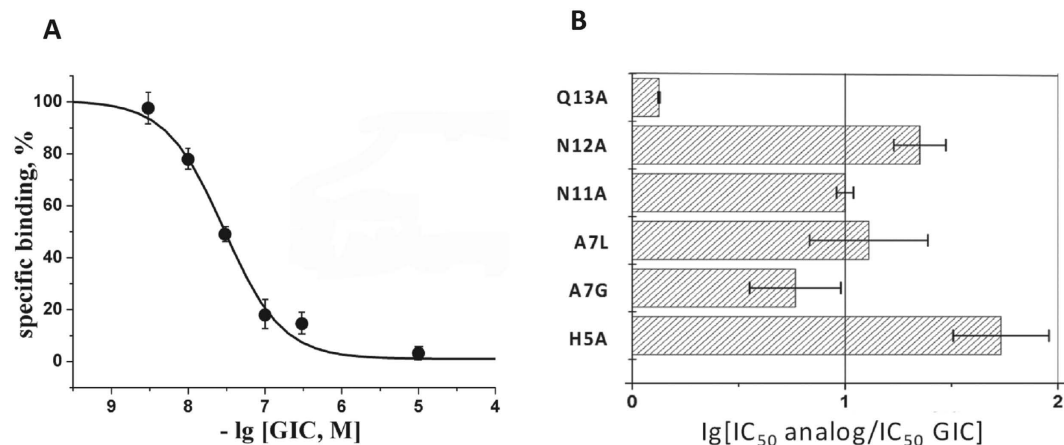 A
100
80
60
40
20
0
specific binding, %
9 8 7 6 5 4
- lg [GIC, M]
B
Q13A
N12A
N11A
A7L
A7G
H5A
0 1 2
lg[IC₅₀ analog/IC₅₀ GIC]